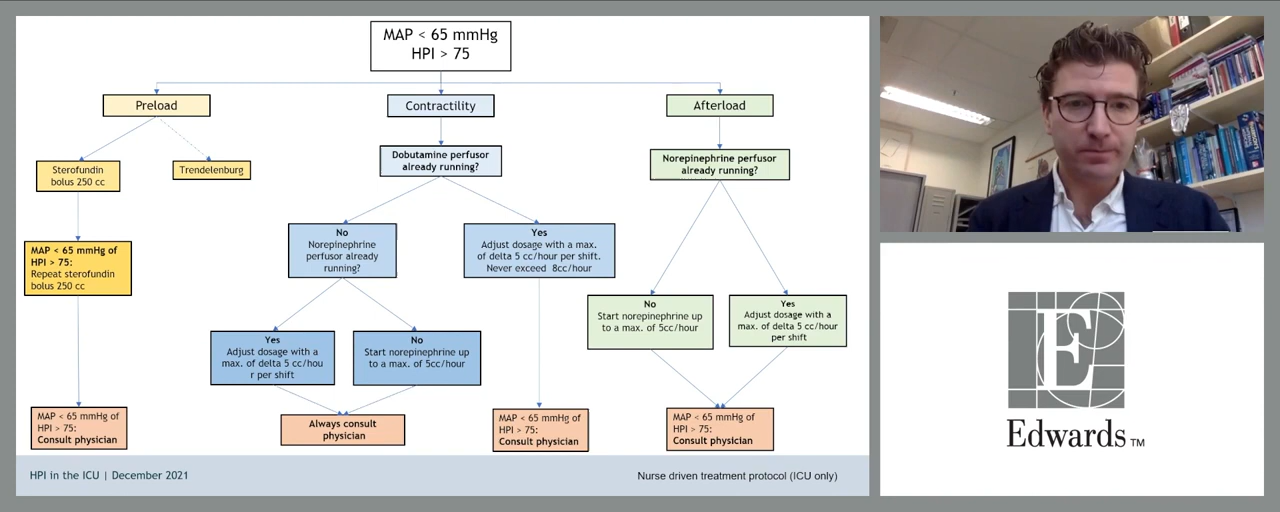 MAP < 65 mmHg
HPI > 75
Preload
Contractility
Afterload
Sterofundin
bolus 250 cc
Trendelenburg
Dobutamine perfusor
already running?
Norepinephrine perfusor
already running?
MAP < 65 mmHg of
HPI > 75:
Repeat sterofundin
bolus 250 cc
No
Norepinephrine
perfusor already
running?
Yes
Adjust dosage with a max.
of delta 5 cc/hour per shift.
Never exceed 8cc/hour
No
Start norepinephrine up
to a max. of 5cc/hour
Yes
Adjust dosage with a
max. of delta 5 cc/hour
per shift
Yes
Adjust dosage with a
max. of delta 5 cc/hou
r per shift
No
Start norepinephrine up
to a max. of 5cc/hour
MAP < 65 mmHg of
HPI > 75:
Consult physician
Always consult
physician
MAP < 65 mmHg of
HPI > 75:
Consult physician
MAP < 65 mmHg of
HPI > 75:
Consult physician
HPI in the ICU | December 2021
Nurse driven treatment protocol (ICU only)
E
Edwards TM